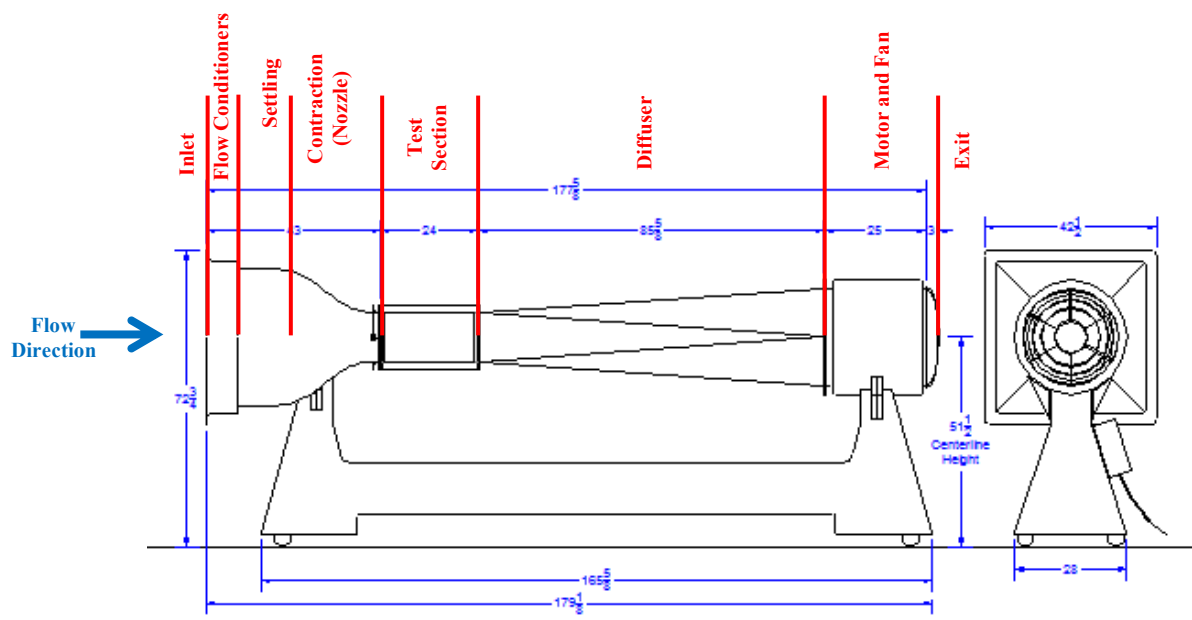 Inlet
Flow Conditioners
Settling
Contraction
(Nozzle)
Test
Section
Diffuser
Motor and Fan
Exit
177 5/8
43
24
85 5/8
25
3
42 1/2
Flow
Direction
72 3/4
51 1/2
Centerline
Height
165 5/8
28
179 1/8